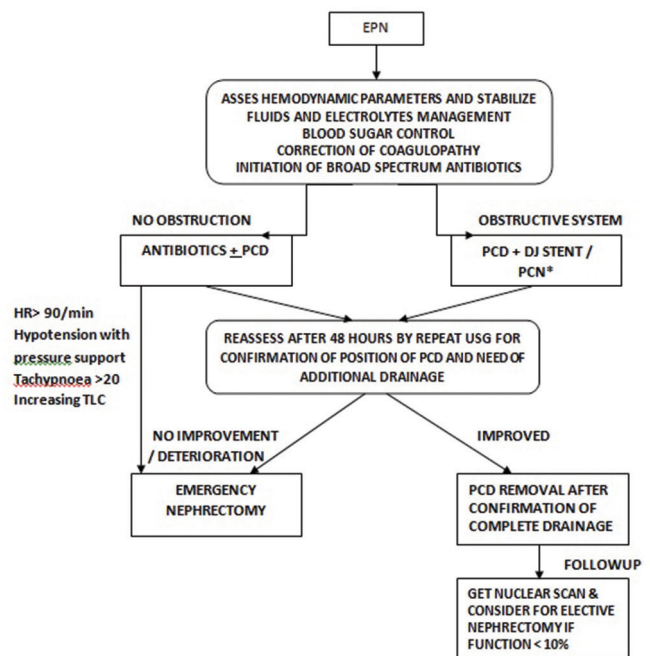 EPN
ASSES HEMODYNAMIC PARAMETERS AND STABILIZE
FLUIDS AND ELECTROLYTES MANAGEMENT
BLOOD SUGAR CONTROL
CORRECTION OF COAGULOPATHY
INITIATION OF BROAD SPECTRUM ANTIBIOTICS
NO OBSTRUCTION
ANTIBIOTICS ± PCD
OBSTRUCTIVE SYSTEM
PCD + DJ STENT /
PCN*
HR> 90/min
Hypotension with
pressure support
Tachypnoea >20
Increasing TLC
REASSESS AFTER 48 HOURS BY REPEAT USG FOR
CONFIRMATION OF POSITION OF PCD AND NEED OF
ADDITIONAL DRAINAGE
NO IMPROVEMENT
/ DETERIORATION
EMERGENCY
NEPHRECTOMY
IMPROVED
PCD REMOVAL AFTER
CONFIRMATION OF
COMPLETE DRAINAGE
FOLLOWUP
GET NUCLEAR SCAN &
CONSIDER FOR ELECTIVE
NEPHRECTOMY IF
FUNCTION < 10%